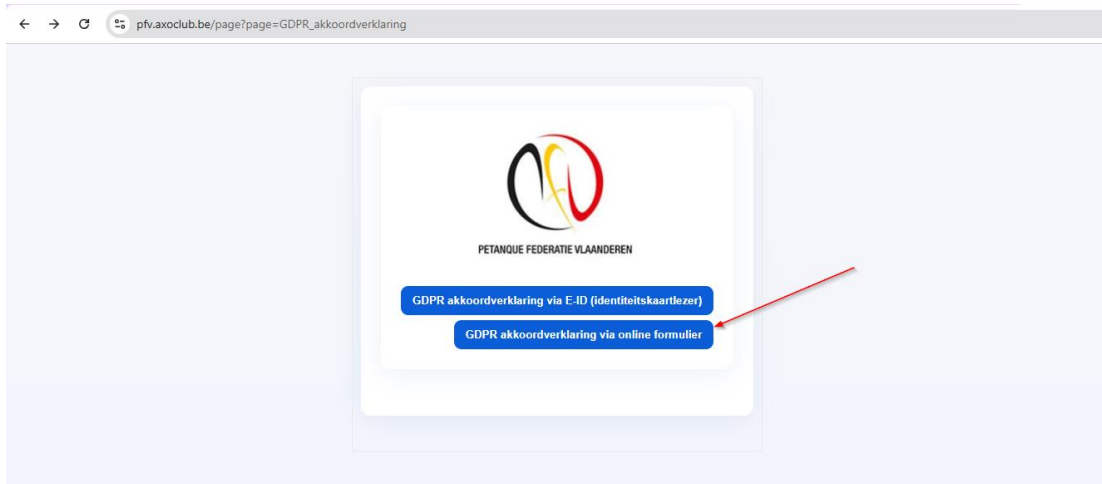 pfv.axoclub.be/page?page=GDPR_akkoordverklaring
PETANQUE FEDERATIE VLAANDEREN
GDPR akkoordverklaring via E-ID (identiteitskaartlezer)
GDPR akkoordverklaring via online formulier